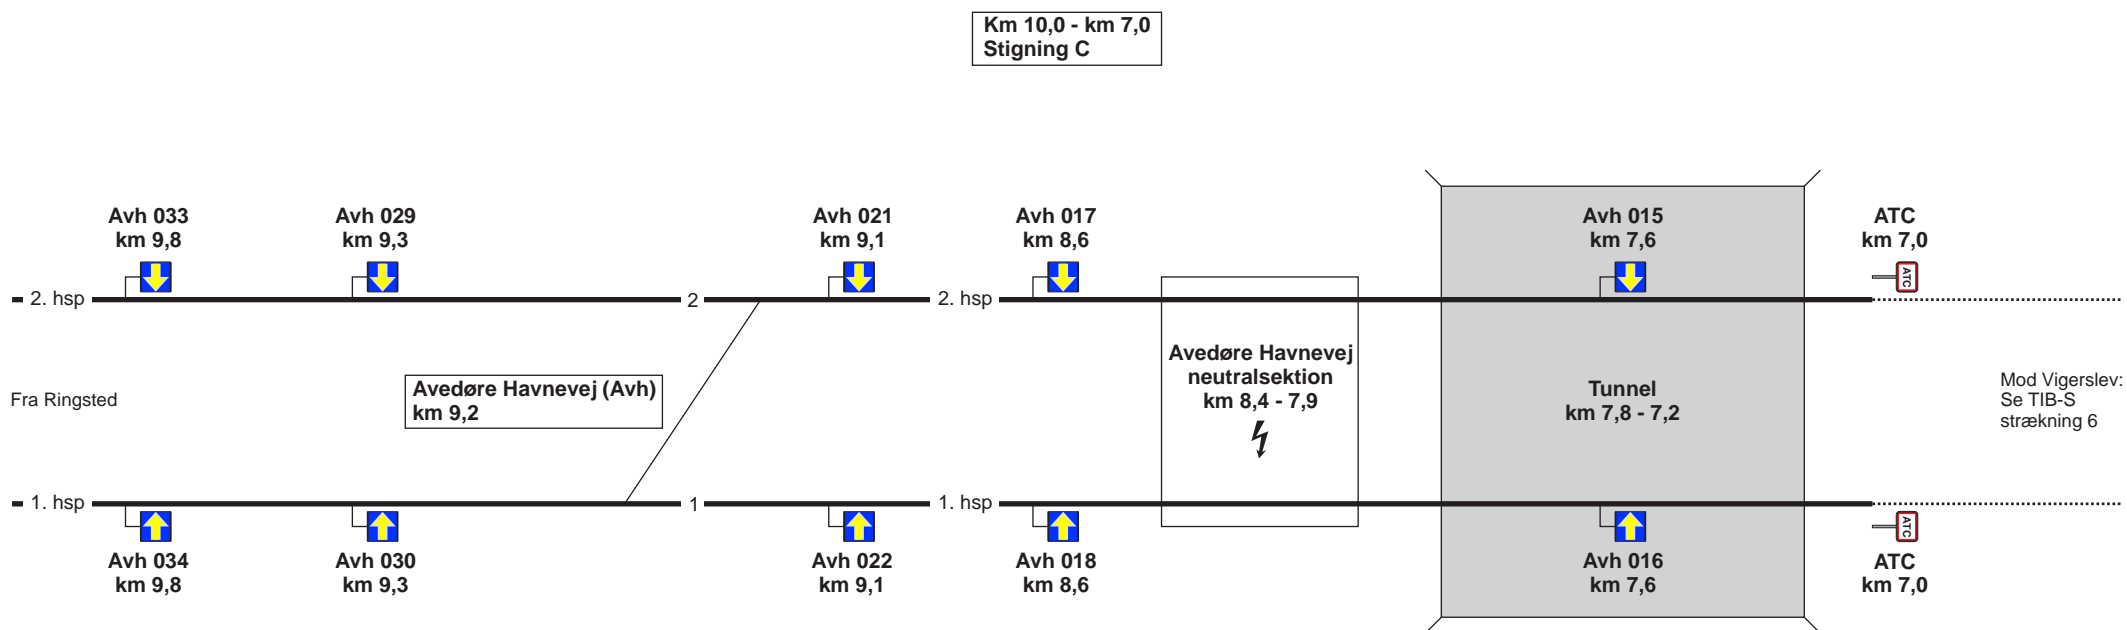 Km 10,0 - km 7,0
Stigning C
Avh 033
km 9,8
Avh 029
km 9,3
Avh 021
km 9,1
Avh 017
km 8,6
Avh 015
km 7,6
ATC
km 7,0
ATC
2. hsp
2
2. hsp
Fra Ringsted
Avedøre Havnevej (Avh)
km 9,2
Avedøre Havnevej
neutralsektion
km 8,4 - 7,9
Tunnel
km 7,8 - 7,2
Mod Vigerslev:
Se TIB-S
strækning 6
1. hsp
1
1. hsp
ATC
Avh 034
km 9,8
Avh 030
km 9,3
Avh 022
km 9,1
Avh 018
km 8,6
Avh 016
km 7,6
ATC
km 7,0